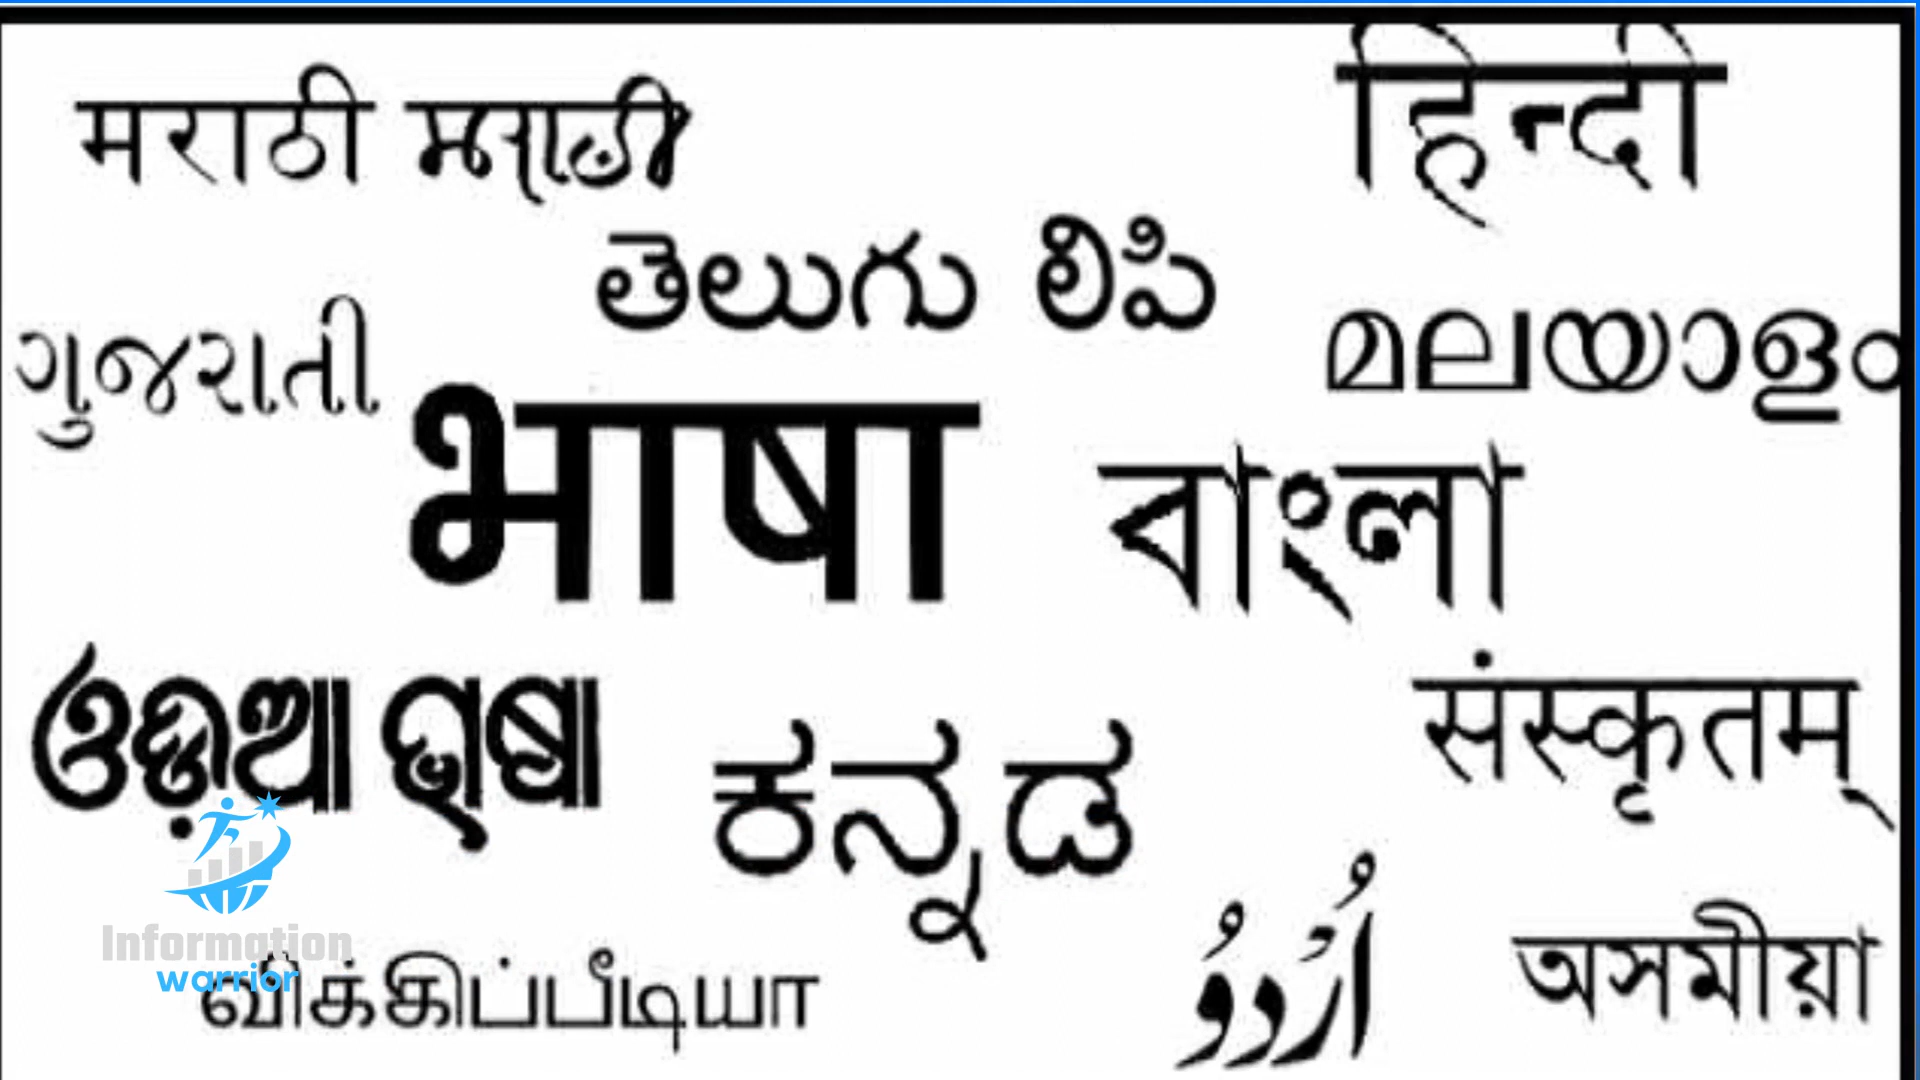 मराठी मराठी
हिन्दी
తెలుగు లిపి
ગુજરાતી
മലയാളം
भाषा
বাংলা
ଓଡ଼ିଆ ଭାଷା
ಕನ್ನಡ
संस्कृतम्
اُردُو
অসমীয়া
Information
warrior
விக்கிப்பீடியா